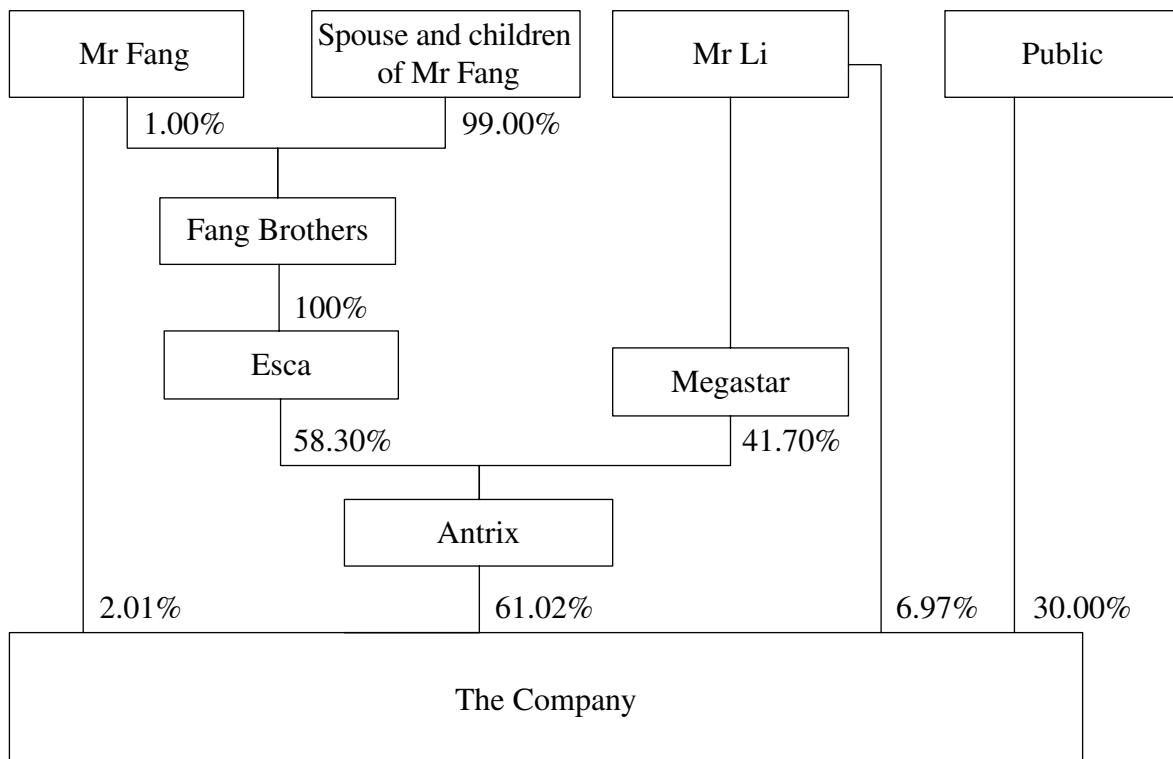 Mr Fang
Spouse and children
of Mr Fang
Mr Li
Public
1.00%
99.00%
Fang Brothers
100%
Esca
Megastar
58.30%
41.70%
Antrix
2.01%
61.02%
6.97%
30.00%
The Company